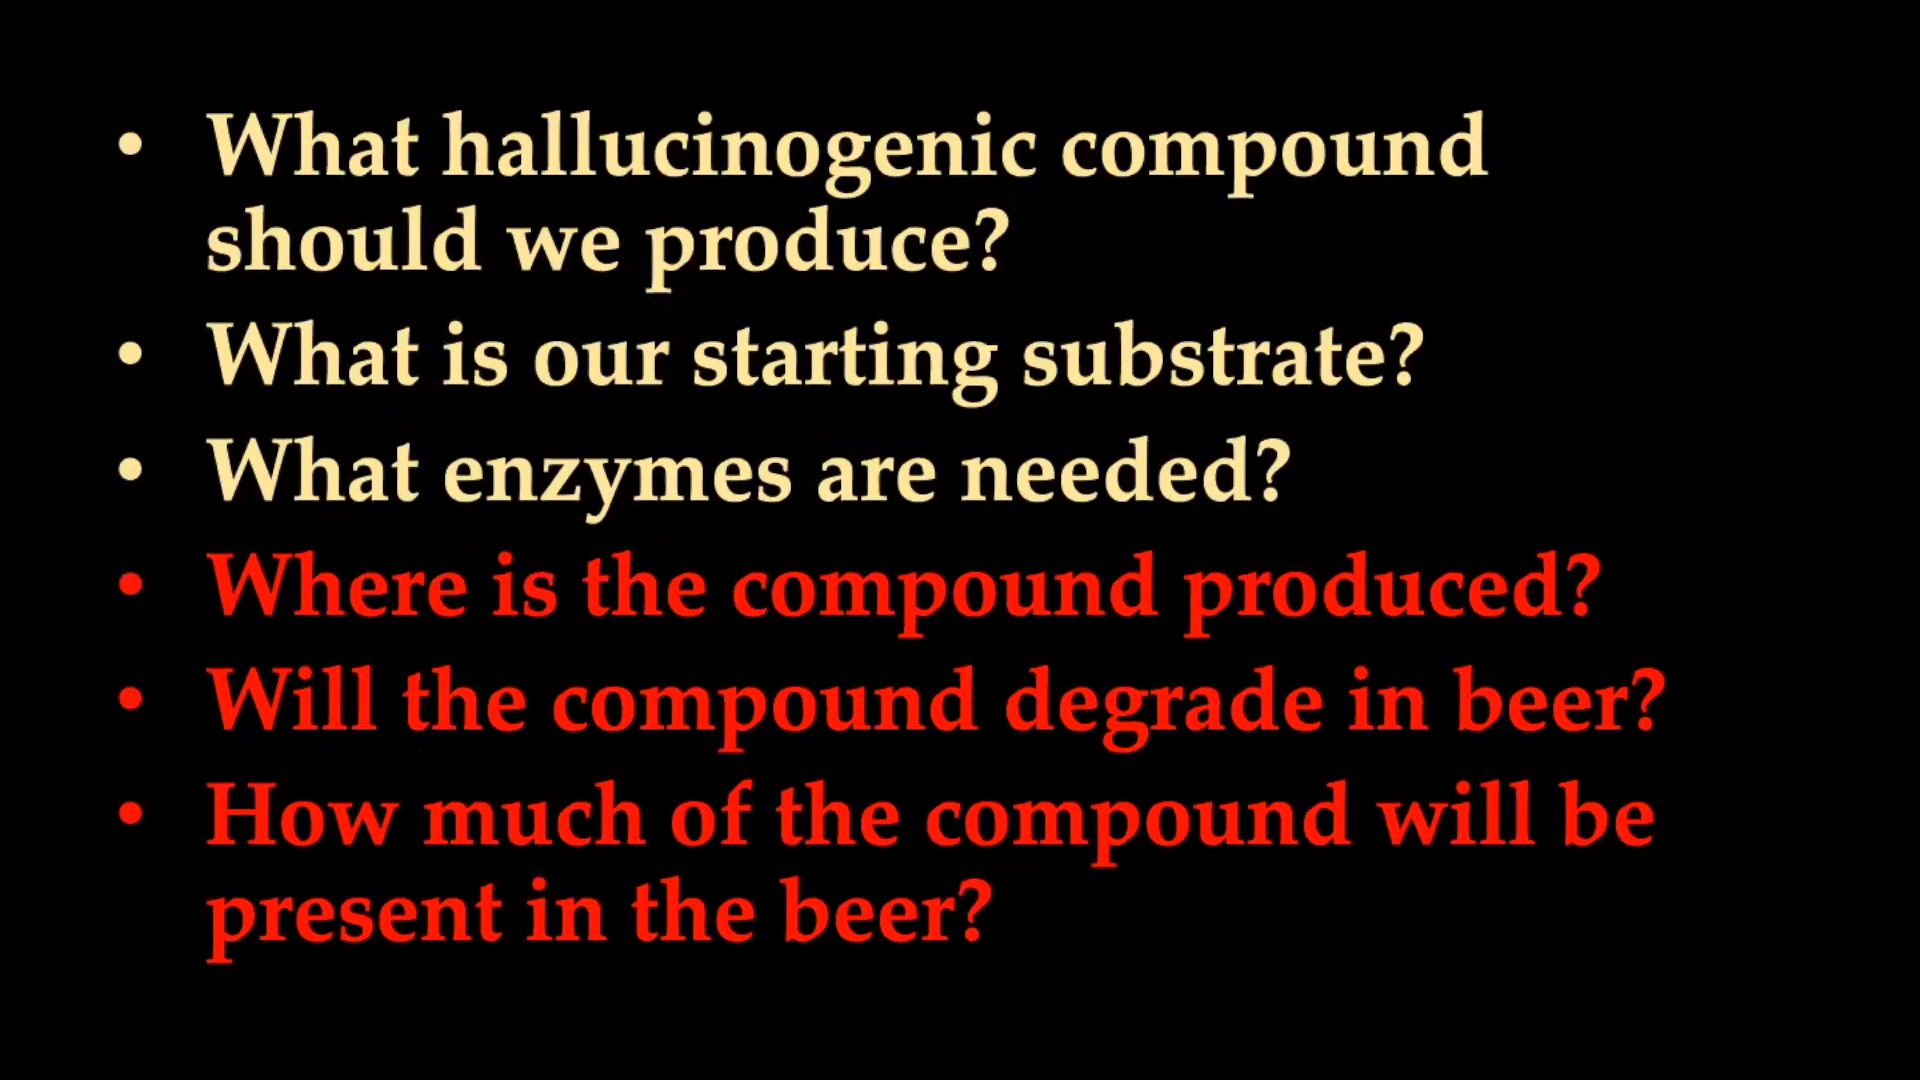 • What hallucinogenic compound
should we produce?
• What is our starting substrate?
• What enzymes are needed?
• Where is the compound produced?
• Will the compound degrade in beer?
• How much of the compound will be
present in the beer?